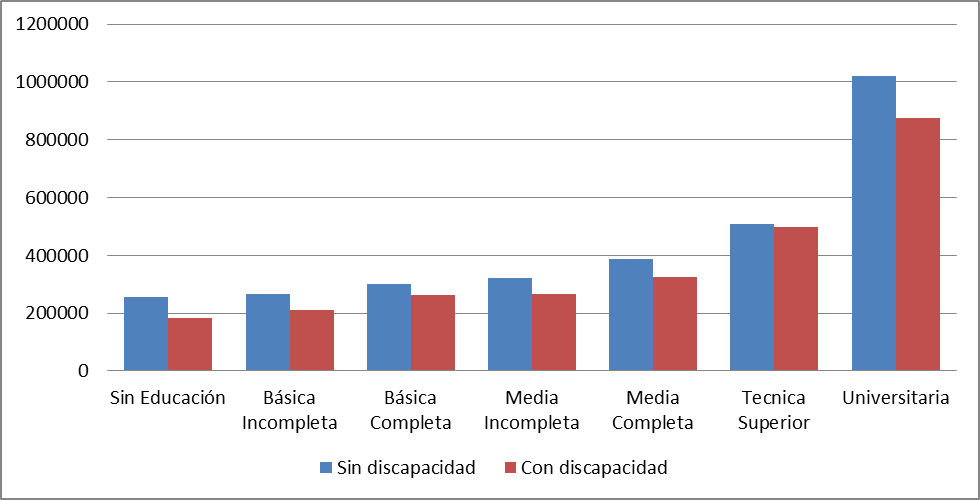 1200000
1000000
800000
600000
400000
200000
0
Sin Educación
Básica
Incompleta
Básica
Completa
Media
Incompleta
Media
Completa
Tecnica
Superior
Universitaria
Sin discapacidad
Con discapacidad